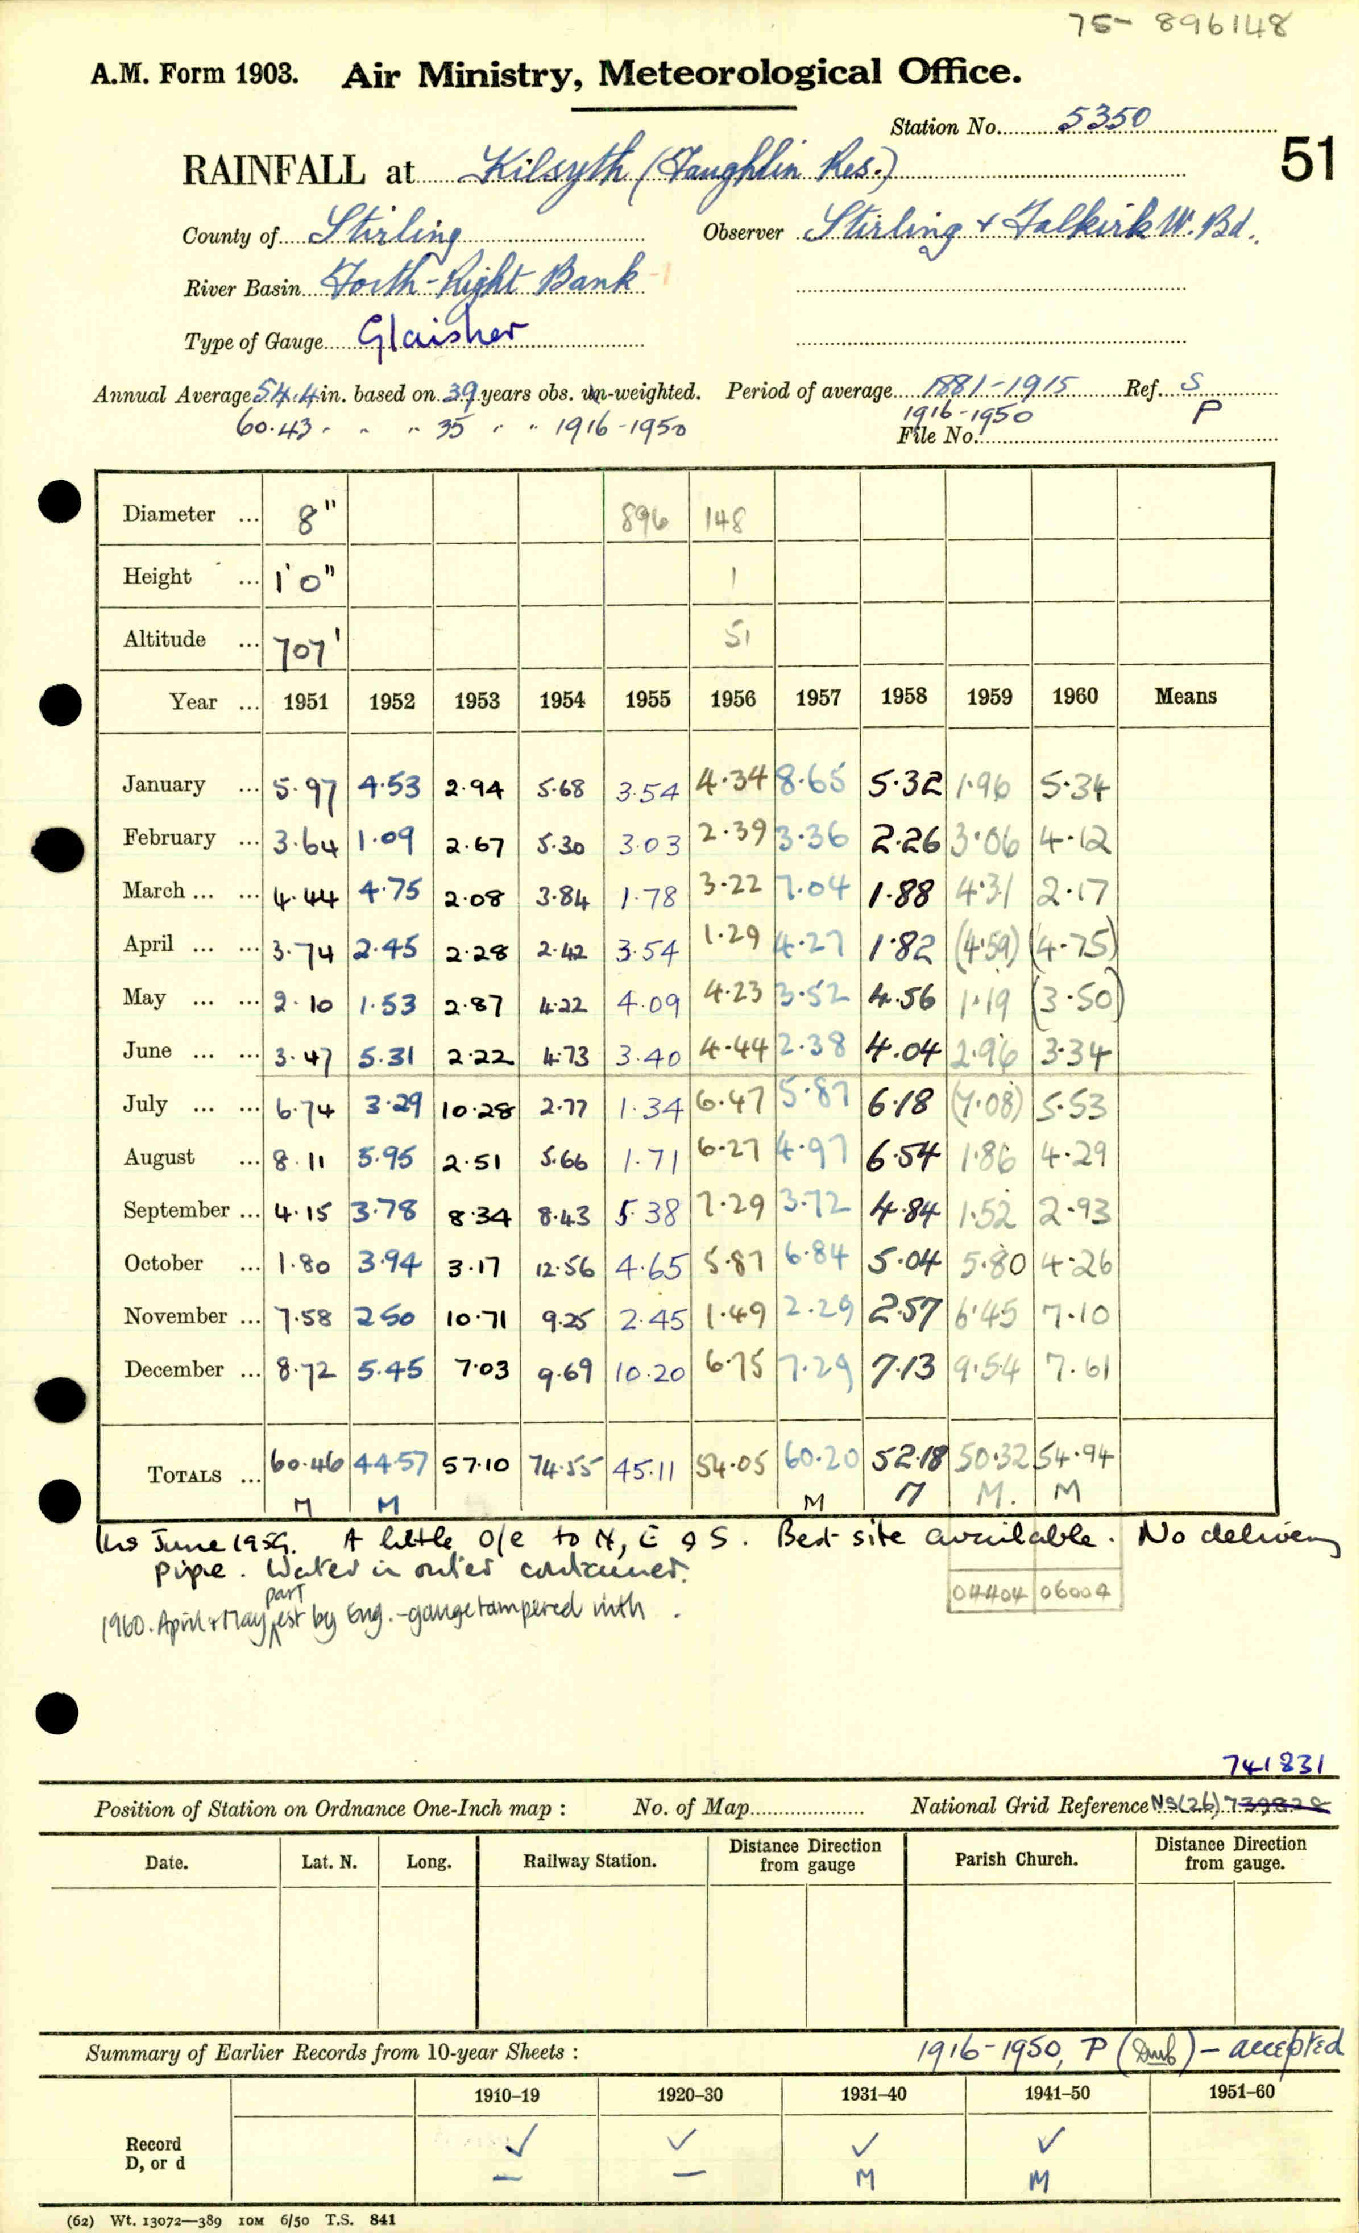 75- 896148
A.M. Form 1903. Air Ministry, Meteorological Office.
Station No. 5350
51
RAINFALL at Kilsyth (Faughlin Res.)
County of Stirling Observer Stirling & Falkirk W. Bd.
River Basin Forth - Right Bank -1
Type of Gauge Glaisher
Annual Average 54.4 in. based on 39 years obs. un-weighted. Period of average 1881-1915 Ref. S
60.43 " " " 35 " " 1916-1950 1916-1950 P
File No.
Diameter ... 8" 896 148
Height ... 1'0" 1
Altitude ... 707' 51
Year ... 1951 1952 1953 1954 1955 1956 1957 1958 1959 1960 Means
January ... 5.97 4.53 2.94 5.68 3.54 4.34 8.65 5.32 1.96 5.34
February ... 3.64 1.09 2.67 5.30 3.03 2.39 3.36 2.26 3.06 4.12
March ... ... 4.44 4.75 2.08 3.84 1.78 3.22 7.04 1.88 4.31 2.17
April ... ... 3.74 2.45 2.28 2.42 3.54 1.29 4.27 1.82 (4.59) (4.75)
May ... ... 2.10 1.53 2.87 4.22 4.09 4.23 3.52 4.56 1.19 (3.50)
June ... ... 3.47 5.31 2.22 4.73 3.40 4.44 2.38 4.04 2.96 3.34
July ... ... 6.74 3.29 10.28 2.77 1.34 6.47 5.87 6.18 (7.08) 5.53
August ... 8.11 5.95 2.51 5.66 1.71 6.27 4.97 6.54 1.86 4.29
September ... 4.15 3.78 8.34 8.43 5.38 7.29 3.72 4.84 1.52 2.93
October ... 1.80 3.94 3.17 12.56 4.65 5.87 6.84 5.04 5.80 4.26
November ... 7.58 2.50 10.71 9.25 2.45 1.49 2.29 2.57 6.45 7.10
December ... 8.72 5.45 7.03 9.69 10.20 6.75 7.29 7.13 9.54 7.61
TOTALS ... 60.46 44.57 57.10 74.55 45.11 54.05 60.20 52.18 50.32 54.94
M M M M M. M
Ins June 1959. A little o/e to N, E & S. Best site available. No delivery
pipe. Water in outer container.
04404 06004
1960. April & May part est by Eng. - gauge tampered with.
741831
Position of Station on Ordnance One-Inch map : No. of Map National Grid Reference NS(26) 739828
Date. Lat. N. Long. Railway Station. Distance from gauge Direction Parish Church. Distance from gauge. Direction
Summary of Earlier Records from 10-year Sheets : 1916-1950, P ( ) - accepted
1910-19 1920-30 1931-40 1941-50 1951-60
Record ✓ ✓ ✓ ✓
D, or d — — M M
(62) Wt. 13072—389 10M 6/50 T.S. 841